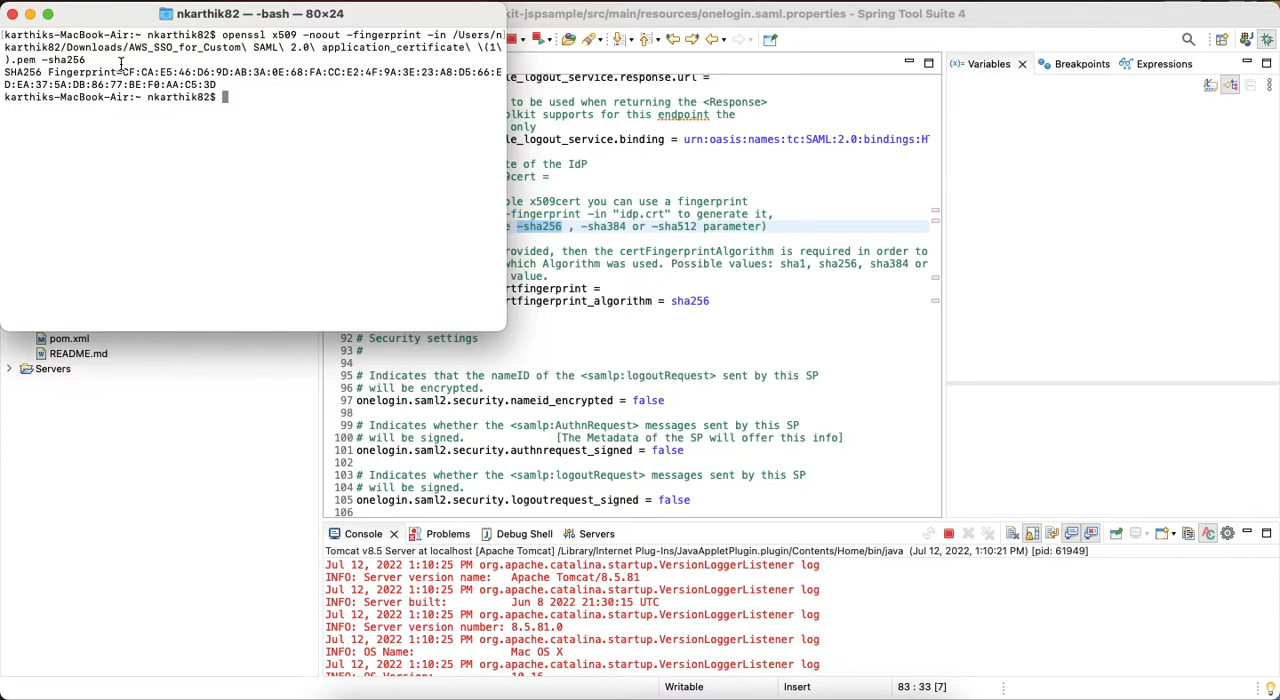 nkarthik82 — -bash — 80×24
kit-jspsample/src/main/resources/onelogin.saml.properties - Spring Tool Suite 4
karthiks-MacBook-Air:~ nkarthik82$ openssl x509 -noout -fingerprint -in /Users/n
karthik82/Downloads/AWS_SSO_for_Custom\ SAML\ 2.0\ application_certificate\ \(1\
).pem -sha256
SHA256 Fingerprint=CF:CA:E5:46:D6:9D:AB:3A:0E:68:FA:CC:E2:4F:9A:3E:23:A8:D5:66:E
D:EA:37:5A:DB:86:77:BE:F0:AA:C5:3D
karthiks-MacBook-Air:~ nkarthik82$
(x)= Variables
Breakpoints
Expressions
le_logout_service.response.url =
to be used when returning the <Response>
olkit supports for this endpoint the
only
le_logout_service.binding = urn:oasis:names:tc:SAML:2.0:bindings:H
te of the IdP
9cert =
ole x509cert you can use a fingerprint
-fingerprint -in "idp.crt" to generate it,
-sha256 , -sha384 or -sha512 parameter)
rovided, then the certFingerprintAlgorithm is required in order to
which Algorithm was used. Possible values: sha1, sha256, sha384 or
value.
rtfingerprint =
rtfingerprint_algorithm = sha256
pom.xml
README.md
Servers
92 # Security settings
93 #
94
95 # Indicates that the nameID of the <samlp:logoutRequest> sent by this SP
96 # will be encrypted.
97 onelogin.saml2.security.nameid_encrypted = false
98
99 # Indicates whether the <samlp:AuthnRequest> messages sent by this SP
100 # will be signed. [The Metadata of the SP will offer this info]
101 onelogin.saml2.security.authnrequest_signed = false
102
103 # Indicates whether the <samlp:logoutRequest> messages sent by this SP
104 # will be signed.
105 onelogin.saml2.security.logoutrequest_signed = false
106
Console
Problems
Debug Shell
Servers
Tomcat v8.5 Server at localhost [Apache Tomcat] /Library/Internet Plug-Ins/JavaAppletPlugin.plugin/Contents/Home/bin/java (Jul 12, 2022, 1:10:21 PM) [pid: 61949]
Jul 12, 2022 1:10:25 PM org.apache.catalina.startup.VersionLoggerListener log
INFO: Server version name: Apache Tomcat/8.5.81
Jul 12, 2022 1:10:25 PM org.apache.catalina.startup.VersionLoggerListener log
INFO: Server built: Jun 8 2022 21:30:15 UTC
Jul 12, 2022 1:10:25 PM org.apache.catalina.startup.VersionLoggerListener log
INFO: Server version number: 8.5.81.0
Jul 12, 2022 1:10:25 PM org.apache.catalina.startup.VersionLoggerListener log
INFO: OS Name: Mac OS X
Jul 12, 2022 1:10:25 PM org.apache.catalina.startup.VersionLoggerListener log
Writable
Insert
83 : 33 [7]